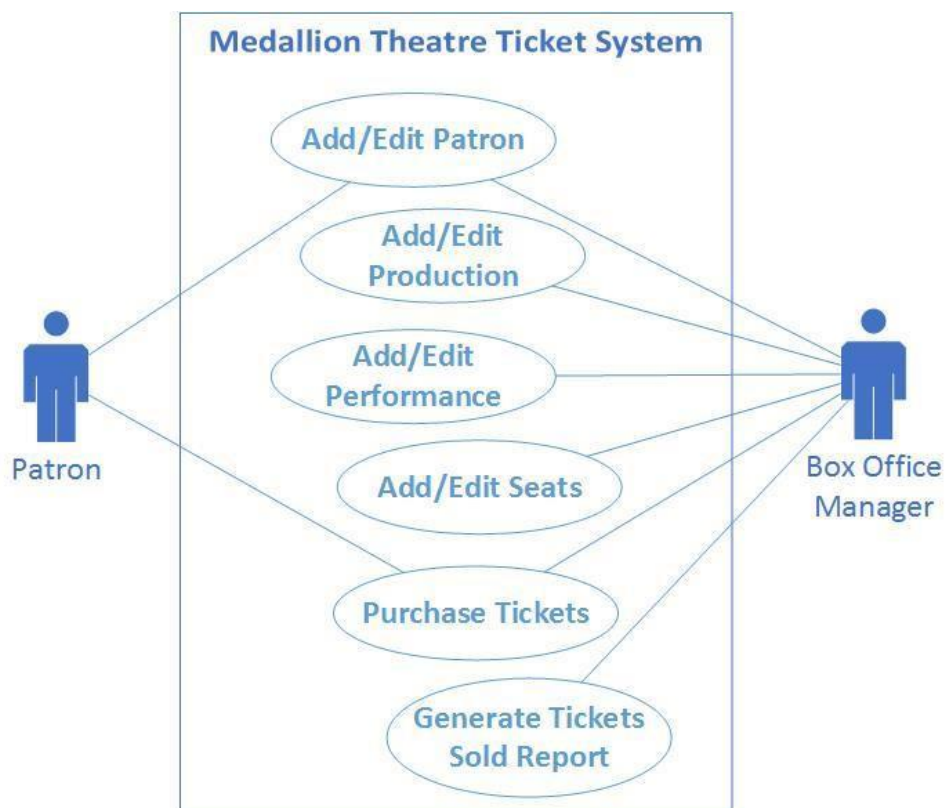 Medallion Theatre Ticket System
Add/Edit Patron
Add/Edit
Production
Add/Edit
Performance
Patron
Box Office
Manager
Add/Edit Seats
Purchase Tickets
Generate Tickets
Sold Report